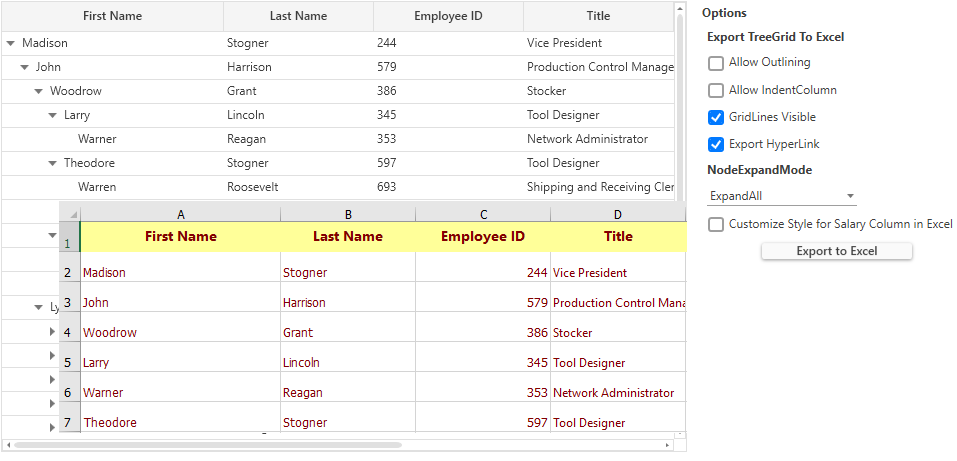 First Name Last Name Employee ID Title
Madison Stogner 244 Vice President
John Harrison 579 Production Control Manage
Woodrow Grant 386 Stocker
Larry Lincoln 345 Tool Designer
Warner Reagan 353 Network Administrator
Theodore Stogner 597 Tool Designer
Warren Roosevelt 693 Shipping and Receiving Cler
Ly
A B C D
1 First Name Last Name Employee ID Title
2 Madison Stogner 244 Vice President
3 John Harrison 579 Production Control Mana
4 Woodrow Grant 386 Stocker
5 Larry Lincoln 345 Tool Designer
6 Warner Reagan 353 Network Administrator
7 Theodore Stogner 597 Tool Designer
Options
Export TreeGrid To Excel
Allow Outlining
Allow IndentColumn
GridLines Visible
Export HyperLink
NodeExpandMode
ExpandAll
Customize Style for Salary Column in Excel
Export to Excel